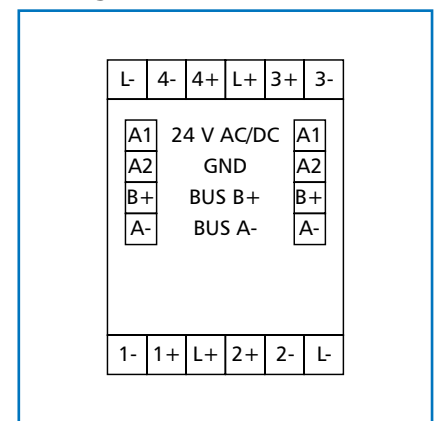 L- 4- 4+ L+ 3+ 3-
A1 24 V AC/DC A1
A2 GND A2
B+ BUS B+ B+
A- BUS A- A-
1- 1+ L+ 2+ 2- L-